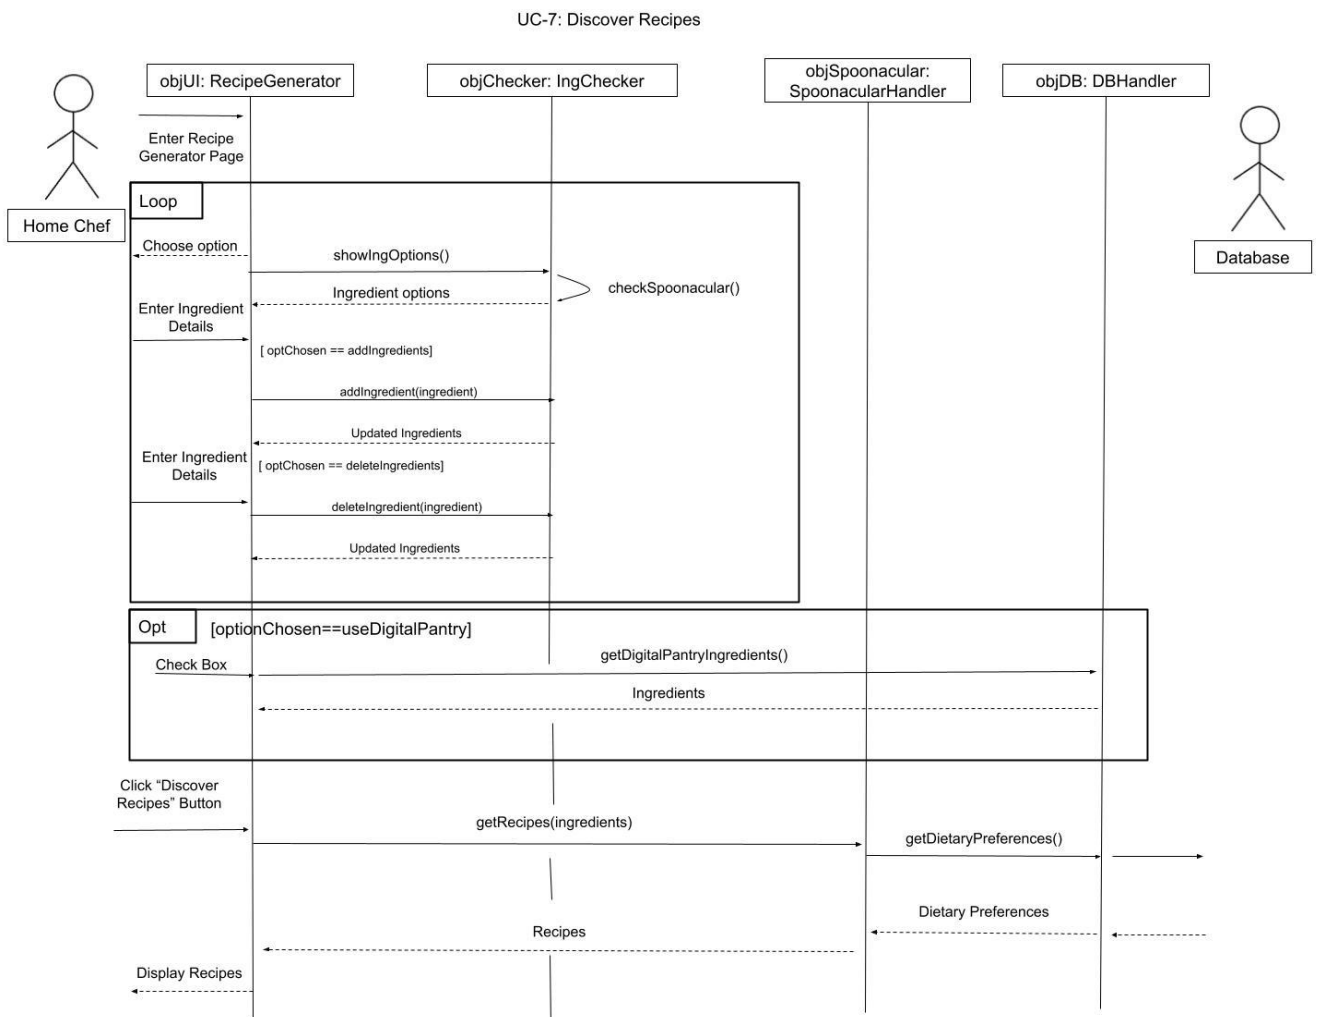 UC-7: Discover Recipes
objUI: RecipeGenerator
objChecker: IngChecker
objSpoonacular:
SpoonacularHandler
objDB: DBHandler
Enter Recipe
Generator Page
Home Chef
Database
Loop
Choose option
showIngOptions()
checkSpoonacular()
Ingredient options
Enter Ingredient
Details
[ optChosen == addIngredients]
addIngredient(ingredient)
Updated Ingredients
Enter Ingredient
Details
[ optChosen == deleteIngredients]
deleteIngredient(ingredient)
Updated Ingredients
Opt
[optionChosen==useDigitalPantry]
Check Box
getDigitalPantryIngredients()
Ingredients
Click “Discover
Recipes” Button
getRecipes(ingredients)
getDietaryPreferences()
Dietary Preferences
Recipes
Display Recipes